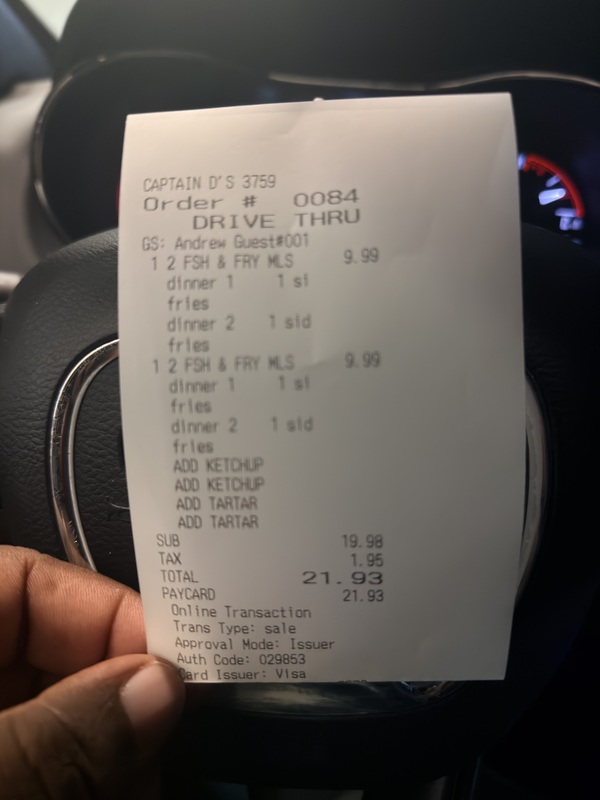 CAPTAIN D'S 3759
Order # 0084
DRIVE THRU
GS: Andrew Guest#001
1 2 FSH & FRY MLS 9.99
dinner 1 1 si
fries
dinner 2 1 sid
fries
1 2 FSH & FRY MLS 9.99
dinner 1 1 si
fries
dinner 2 1 sid
fries
ADD KETCHUP
ADD KETCHUP
ADD TARTAR
ADD TARTAR
SUB 19.98
TAX 1.95
TOTAL 21.93
PAYCARD 21.93
Online Transaction
Trans Type: sale
Approval Mode: Issuer
Auth Code: 029853
Card Issuer: Visa